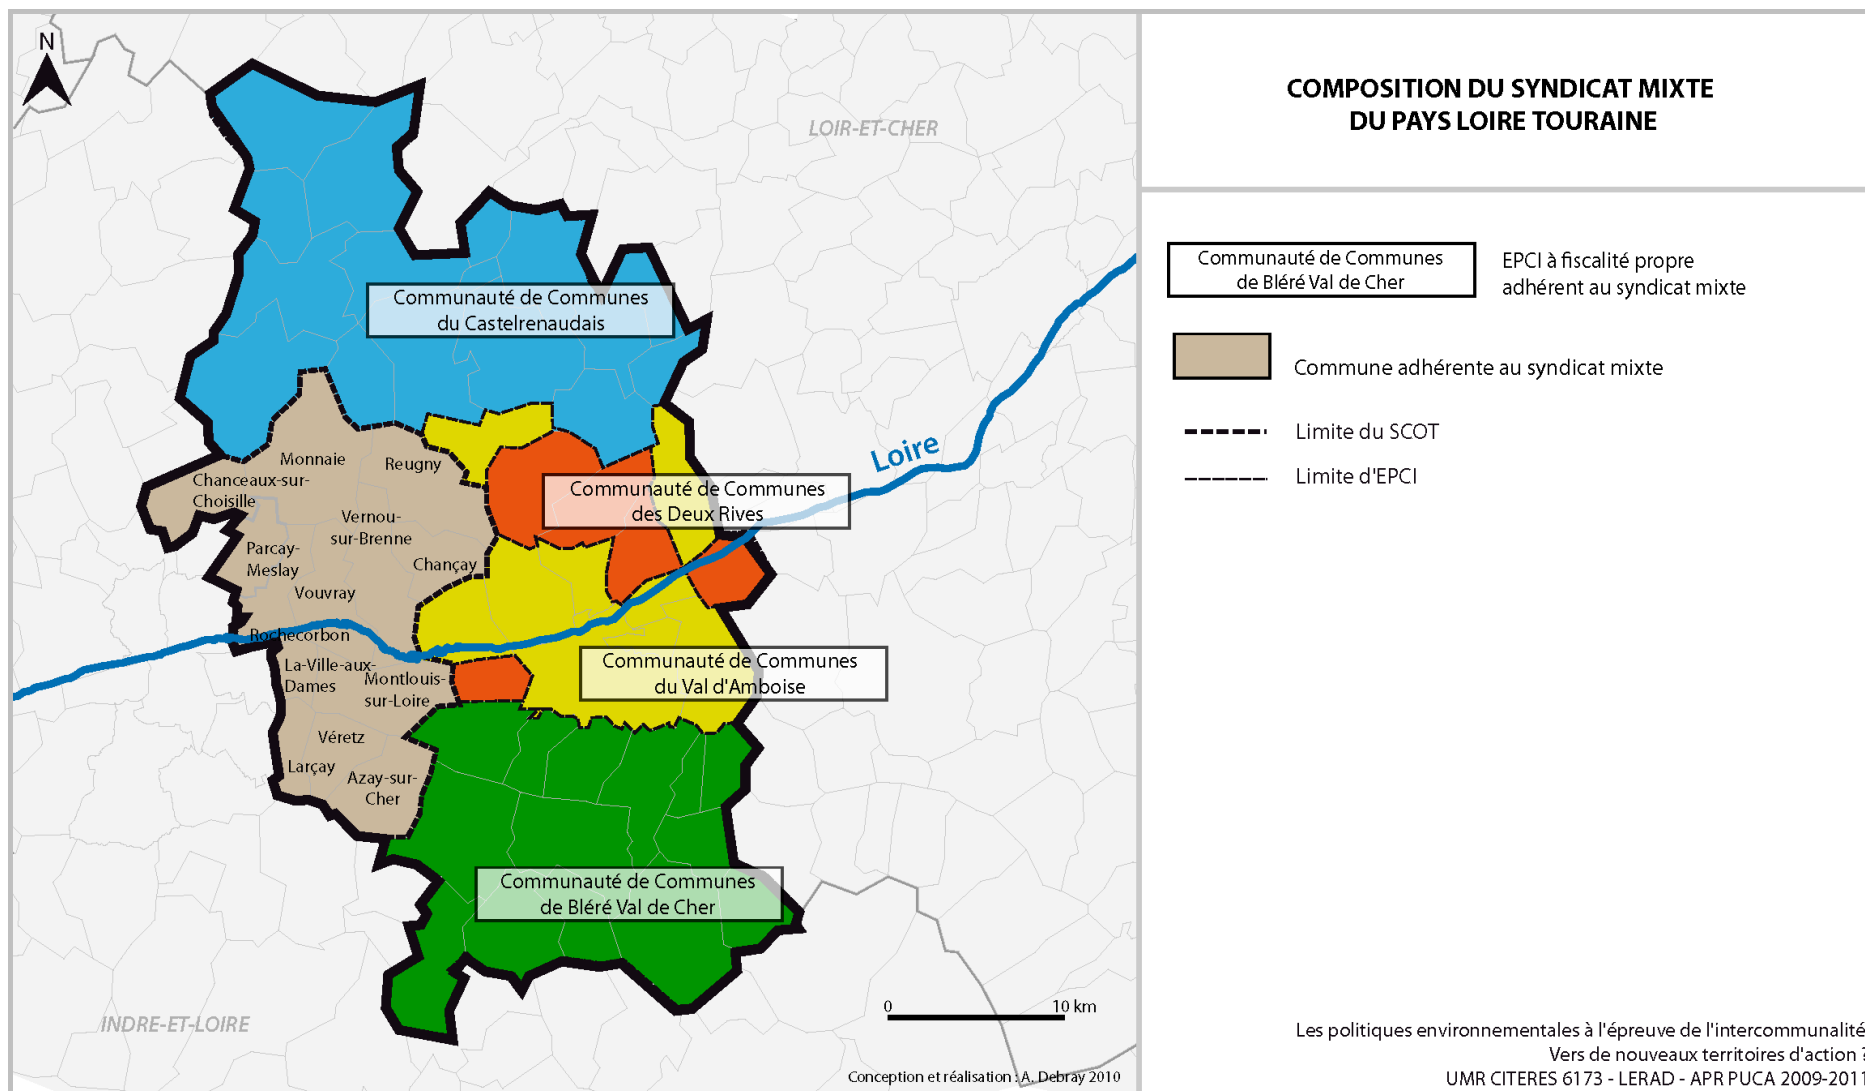 N
LOIR-ET-CHER
Communauté de Communes
du Castelrenaudais
Loire
Monnaie
Reugny
Chanceaux-sur-
Choisille
Communauté de Communes
des Deux Rives
Vernou-
sur-Brenne
Parcay-
Meslay
Chançay
Vouvray
Rochecorbon
La-Ville-aux-
Dames
Montlouis-
sur-Loire
Communauté de Communes
du Val d'Amboise
Véretz
Larçay
Azay-sur-
Cher
Communauté de Communes
de Bléré Val de Cher
INDRE-ET-LOIRE
0 10 km
Conception et réalisation : A. Debray 2010
COMPOSITION DU SYNDICAT MIXTE
DU PAYS LOIRE TOURAINE
Communauté de Communes
de Bléré Val de Cher
EPCI à fiscalité propre
adhérent au syndicat mixte
Commune adhérente au syndicat mixte
Limite du SCOT
Limite d'EPCI
Les politiques environnementales à l'épreuve de l'intercommunalité
Vers de nouveaux territoires d'action ?
UMR CITERES 6173 - LERAD - APR PUCA 2009-2011